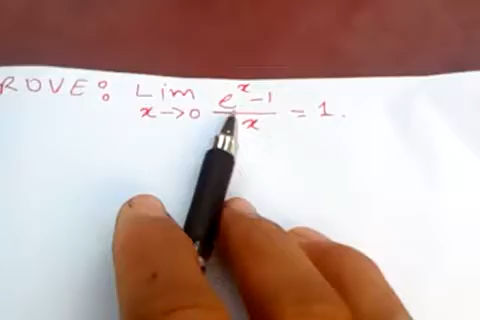 ROVE: Lim e^x -1
x→0 x = 1.